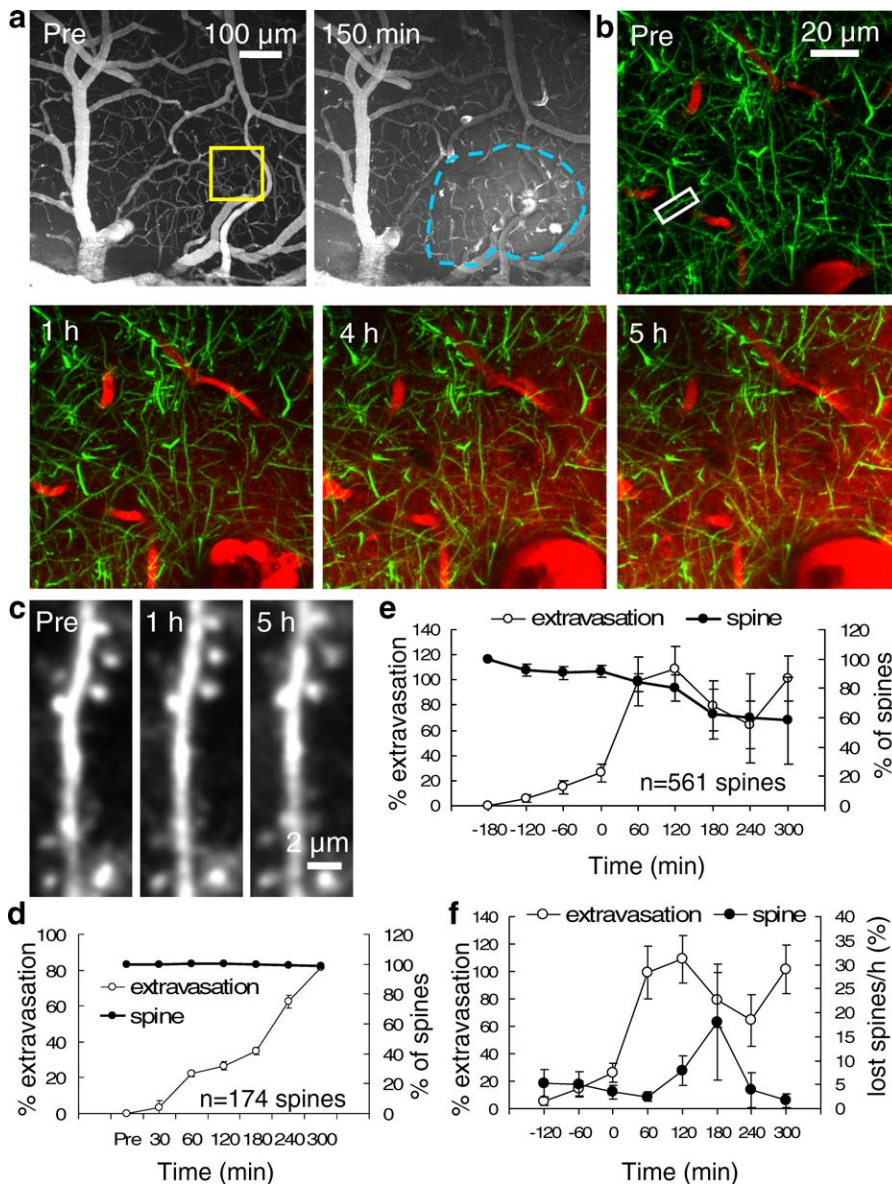 a
Pre
100 µm
150 min
b
Pre
20 µm
1 h
4 h
5 h
c
Pre
1 h
5 h
2 µm
d
100
80
60
40
20
0
% extravasation
120
100
80
60
40
20
0
% of spines
extravasation
spine
n=174 spines
Pre 30 60 120 180 240 300
Time (min)
e
extravasation spine
140
120
100
80
60
40
20
0
% extravasation
120
100
80
60
40
20
0
% of spines
n=561 spines
-180 -120 -60 0 60 120 180 240 300
Time (min)
f
extravasation spine
140
120
100
80
60
40
20
0
% extravasation
40
35
30
25
20
15
10
5
0
lost spines/h (%)
-120 -60 0 60 120 180 240 300
Time (min)